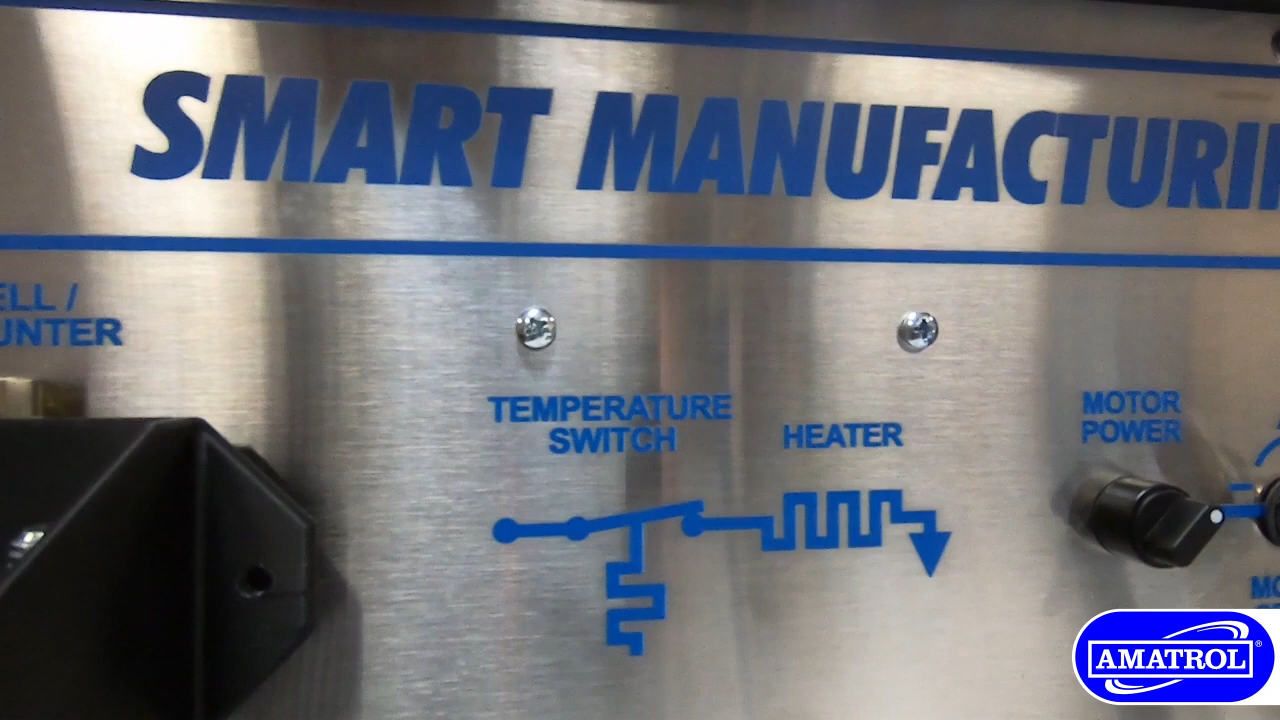 SMART MANUFACTURI
ELL /
UNTER
TEMPERATURE
SWITCH
HEATER
MOTOR
POWER
AMATROL®